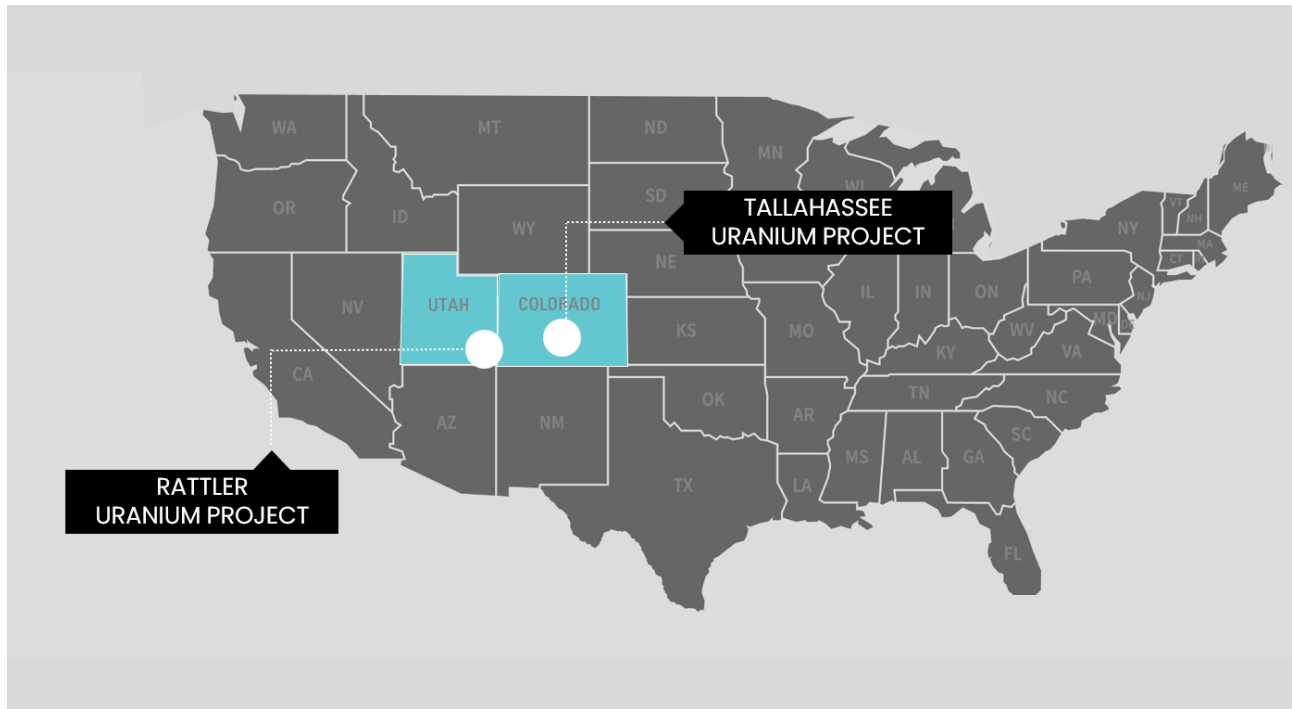 WA
MT
ND
MN
OR
ID
WY
SD
WI
TALLAHASSEE
URANIUM PROJECT
NY
VT
NH
ME
MA
CT
NE
NV
UTAH
COLORADO
KS
MO
IL
IN
ON
PA
NJ
MD
DE
WV
VA
KY
CA
AZ
NM
OK
AR
TN
NC
SC
TX
LA
MS
AL
GA
FL
RATTLER
URANIUM PROJECT